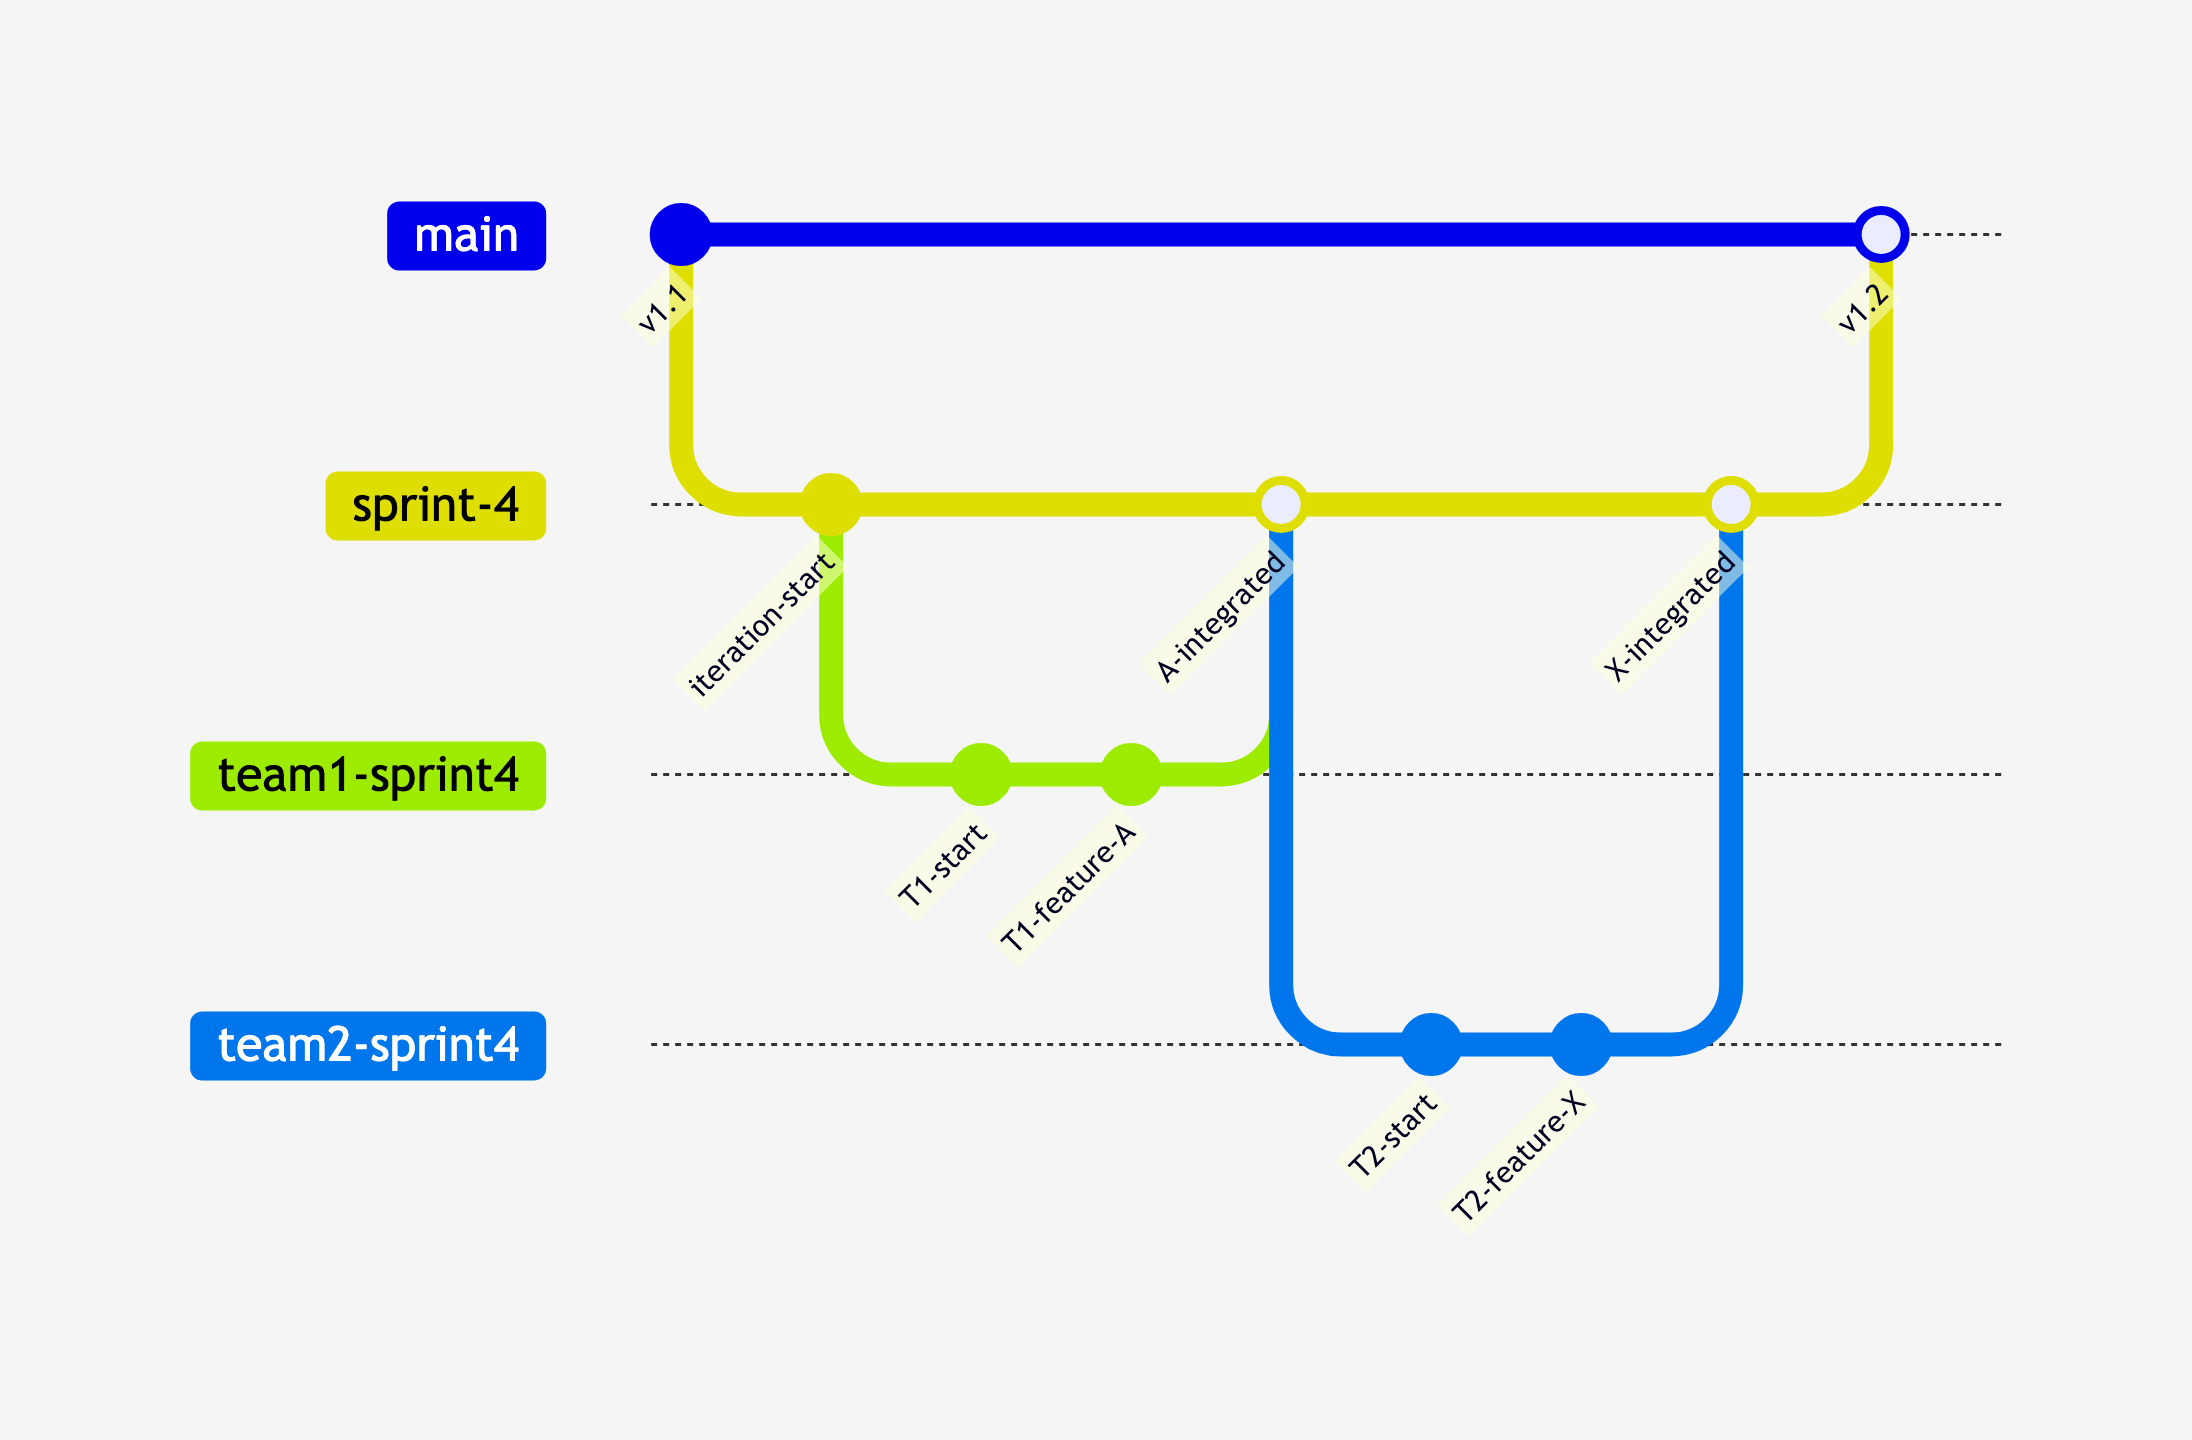 main
v1.1
v1.2
sprint-4
iteration-start
A-integrated
X-integrated
team1-sprint4
T1-start
T1-feature-A
team2-sprint4
T2-start
T2-feature-X